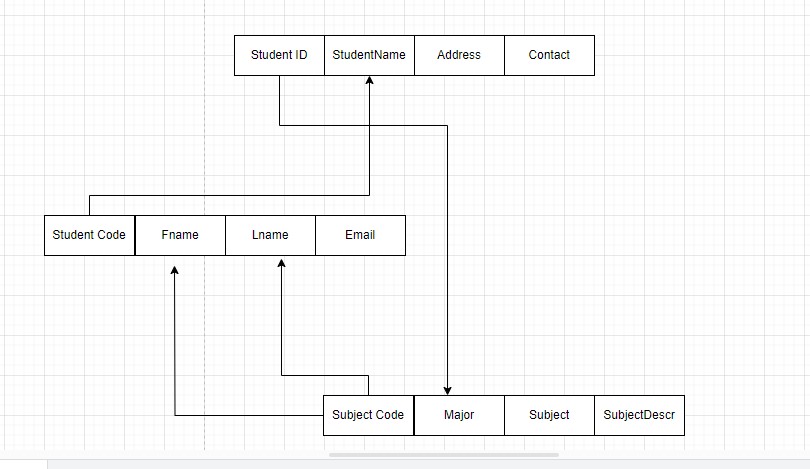 Student ID StudentName Address Contact
Student Code Fname Lname Email
Subject Code Major Subject SubjectDescr